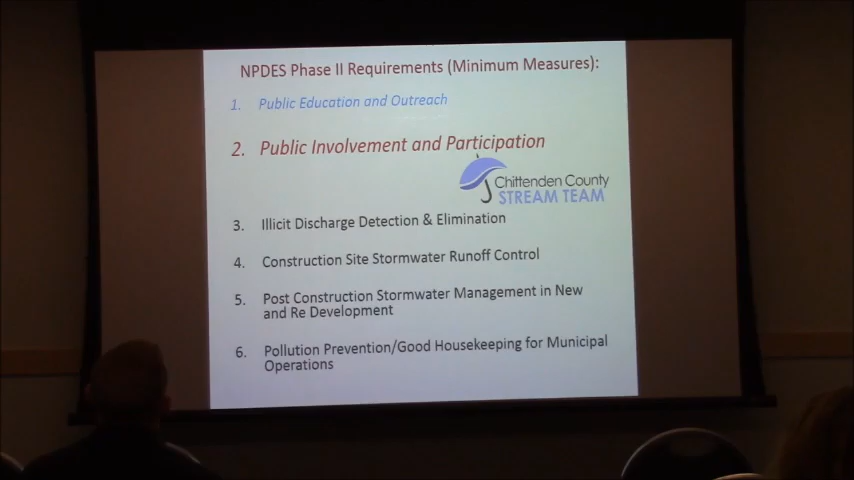 NPDES Phase II Requirements (Minimum Measures):
1. Public Education and Outreach
2. Public Involvement and Participation
Chittenden County
STREAM TEAM
3. Illicit Discharge Detection & Elimination
4. Construction Site Stormwater Runoff Control
5. Post Construction Stormwater Management in New
and Re Development
6. Pollution Prevention/Good Housekeeping for Municipal
Operations